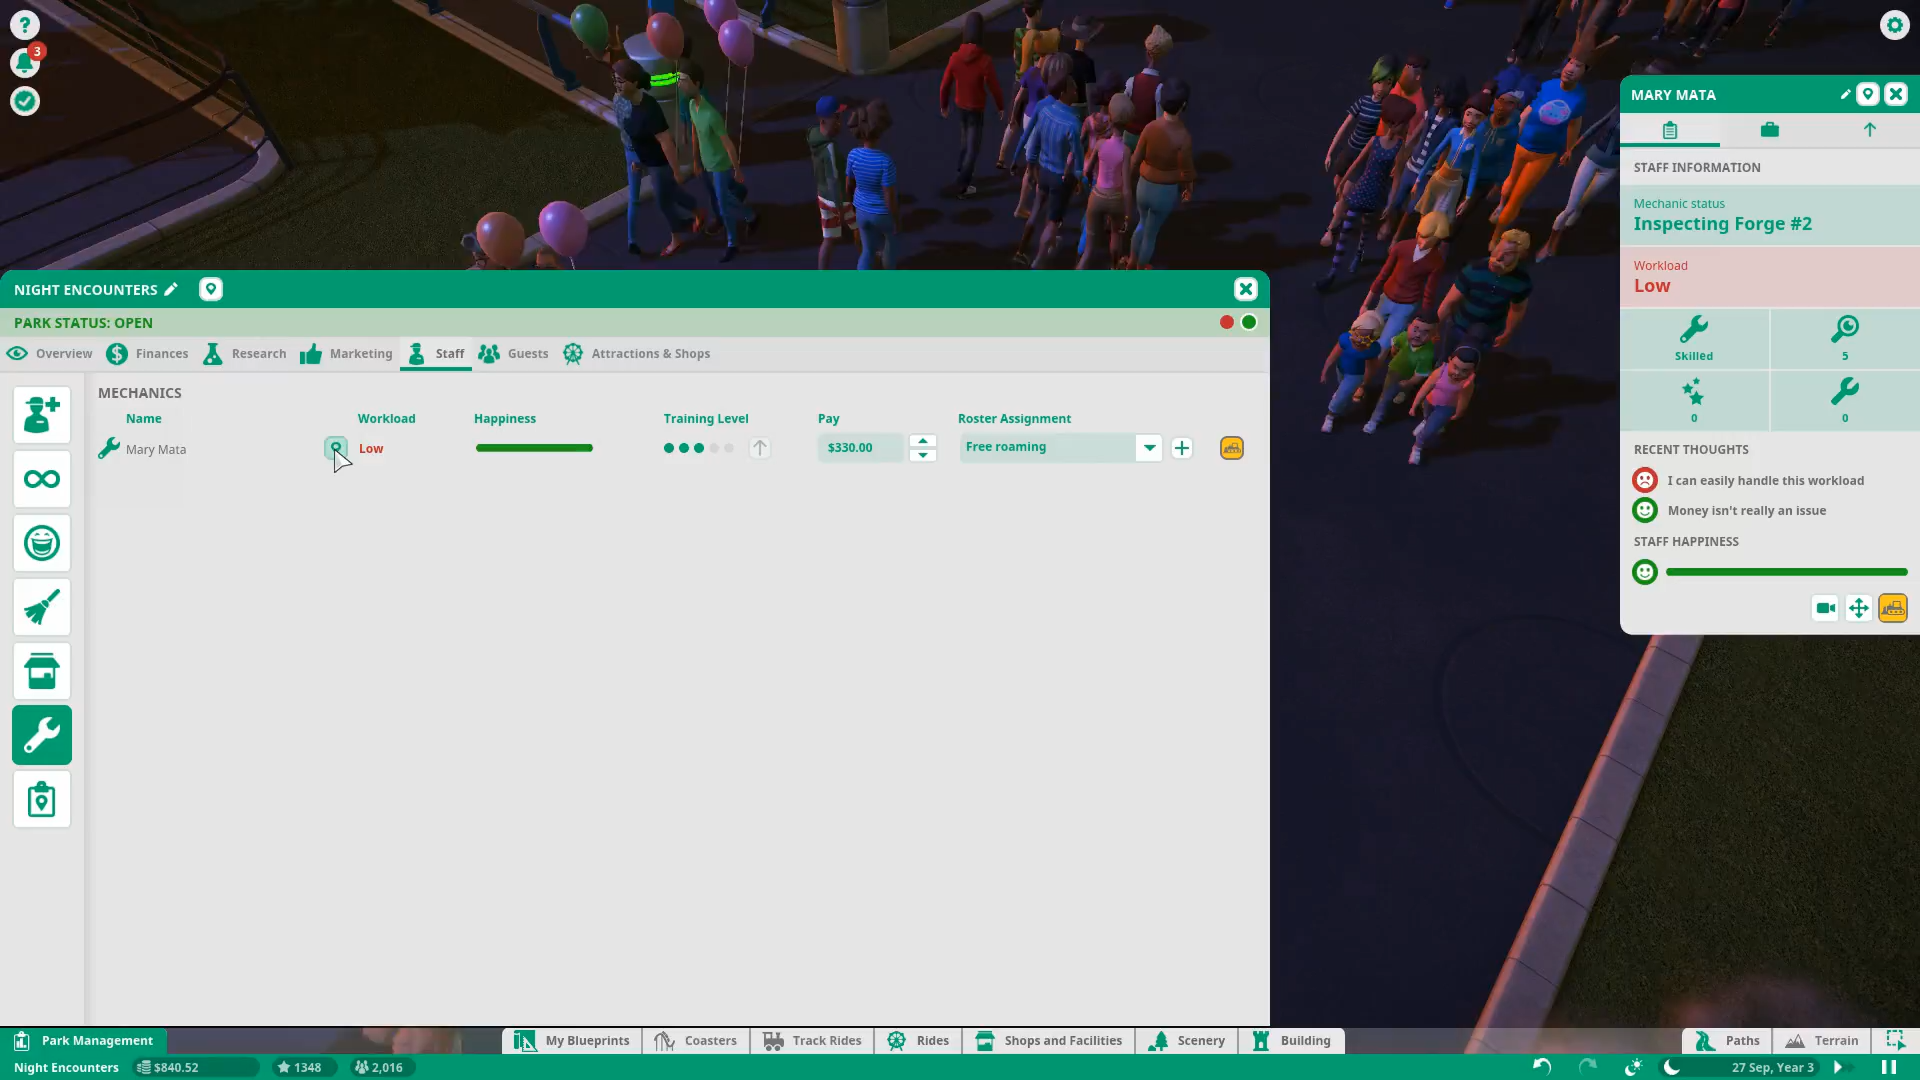 ?
3
MARY MATA
STAFF INFORMATION
Mechanic status
Inspecting Forge #2
Workload
Low
Skilled
5
0
0
RECENT THOUGHTS
I can easily handle this workload
Money isn't really an issue
STAFF HAPPINESS
NIGHT ENCOUNTERS
PARK STATUS: OPEN
Overview
Finances
Research
Marketing
Staff
Guests
Attractions & Shops
MECHANICS
Name Workload Happiness Training Level Pay Roster Assignment
Mary Mata Low $330.00 Free roaming
Park Management
My Blueprints
Coasters
Track Rides
Rides
Shops and Facilities
Scenery
Building
Paths
Terrain
Night Encounters $840.52 1348 2,016
27 Sep, Year 3